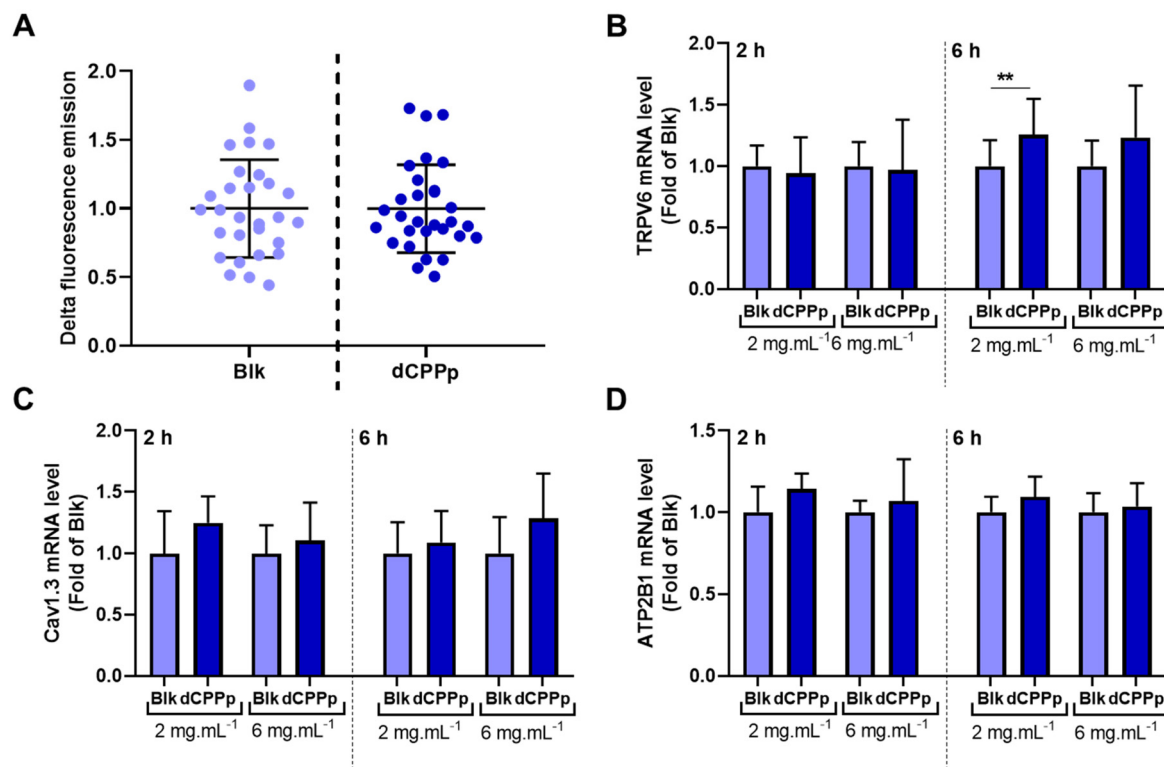 A
Delta fluorescence emission
2.0
1.5
1.0
0.5
0.0
Blk dCPPp
B
TRPV6 mRNA level
(Fold of Blk)
2.0
1.5
1.0
0.5
0.0
2 h 6 h
**
Blk dCPPp Blk dCPPp Blk dCPPp Blk dCPPp
2 mg.mL⁻¹ 6 mg.mL⁻¹ 2 mg.mL⁻¹ 6 mg.mL⁻¹
C
Cav1.3 mRNA level
(Fold of Blk)
2.0
1.5
1.0
0.5
0.0
2 h 6 h
Blk dCPPp Blk dCPPp Blk dCPPp Blk dCPPp
2 mg.mL⁻¹ 6 mg.mL⁻¹ 2 mg.mL⁻¹ 6 mg.mL⁻¹
D
ATP2B1 mRNA level
(Fold of Blk)
1.5
1.0
0.5
0.0
2 h 6 h
Blk dCPPp Blk dCPPp Blk dCPPp Blk dCPPp
2 mg.mL⁻¹ 6 mg.mL⁻¹ 2 mg.mL⁻¹ 6 mg.mL⁻¹